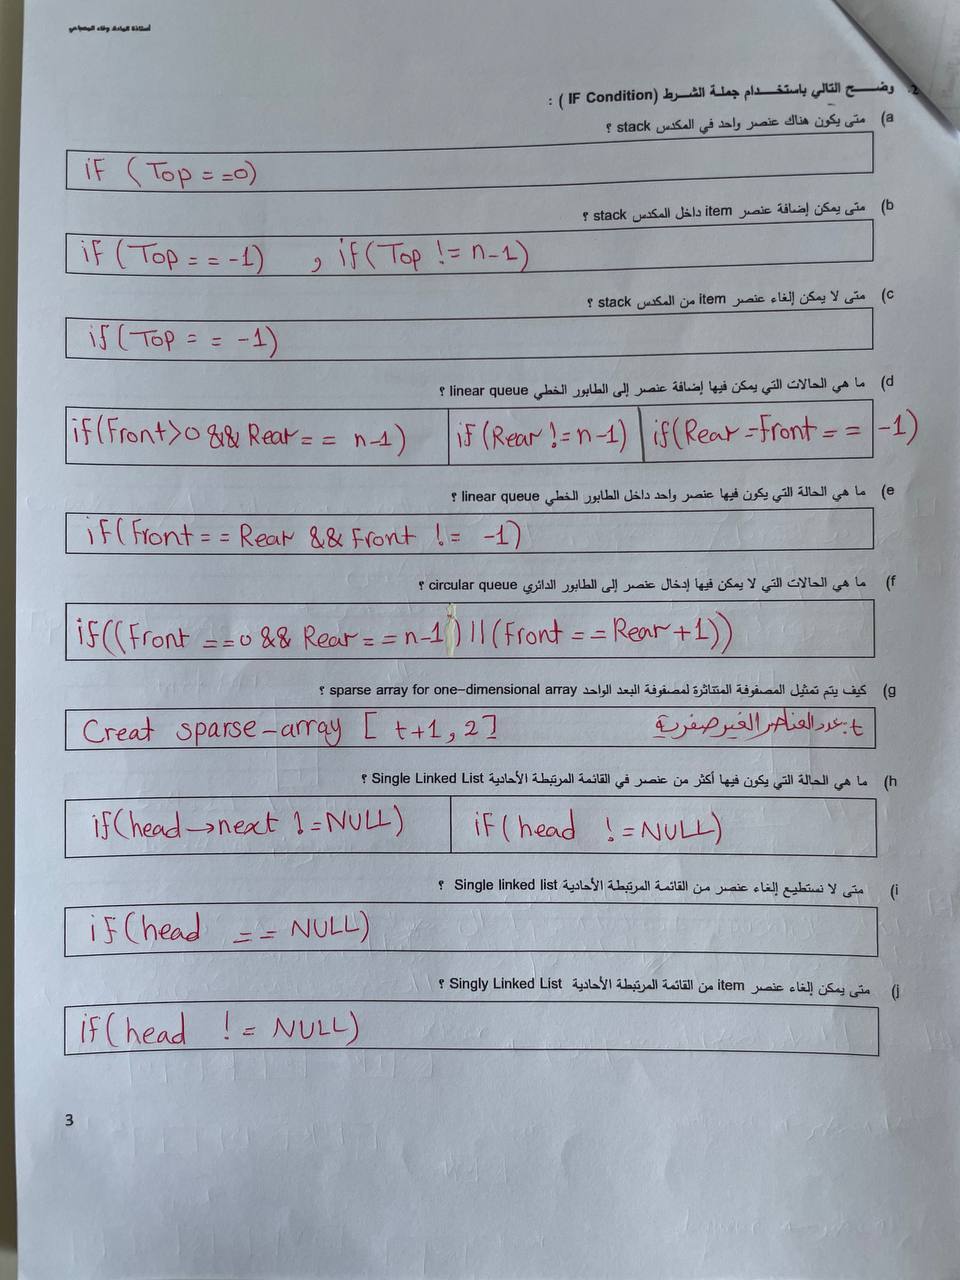 أستاذة المادة: وفاء المصباحي
2. وضح التالي باستخدام جملة الشرط (IF Condition) :
a) متى يكون هناك عنصر واحد في المكدس stack ؟
if (Top == 0)
b) متى يمكن إضافة عنصر item داخل المكدس stack ؟
if (Top == -1) , if (Top != n-1)
c) متى لا يمكن إلغاء عنصر item من المكدس stack ؟
if (Top == -1)
d) ما هي الحالات التي يمكن فيها إضافة عنصر إلى الطابور الخطي linear queue ؟
if (Front>0 && Rear == n-1) if (Rear != n-1) if (Rear =Front == -1)
e) ما هي الحالة التي يكون فيها عنصر واحد داخل الطابور الخطي linear queue ؟
if (Front == Rear && Front != -1)
f) ما هي الحالات التي لا يمكن فيها إدخال عنصر إلى الطابور الدائري circular queue ؟
if((Front ==0 && Rear == n-1) || (Front == Rear +1))
g) كيف يتم تمثيل المصفوفة المتناثرة لمصفوفة البعد الواحد sparse array for one-dimensional array ؟
Creat sparse-array [ t+1 , 2] t: عدد العناصر الغير صفرية
h) ما هي الحالة التي يكون فيها أكثر من عنصر في القائمة المرتبطة الأحادية Single Linked List ؟
if (head →next != NULL) if (head != NULL)
i) متى لا نستطيع إلغاء عنصر من القائمة المرتبطة الأحادية Single linked list ؟
if (head == NULL)
j) متى يمكن إلغاء عنصر item من القائمة المرتبطة الأحادية Singly Linked List ؟
if (head != NULL)
3